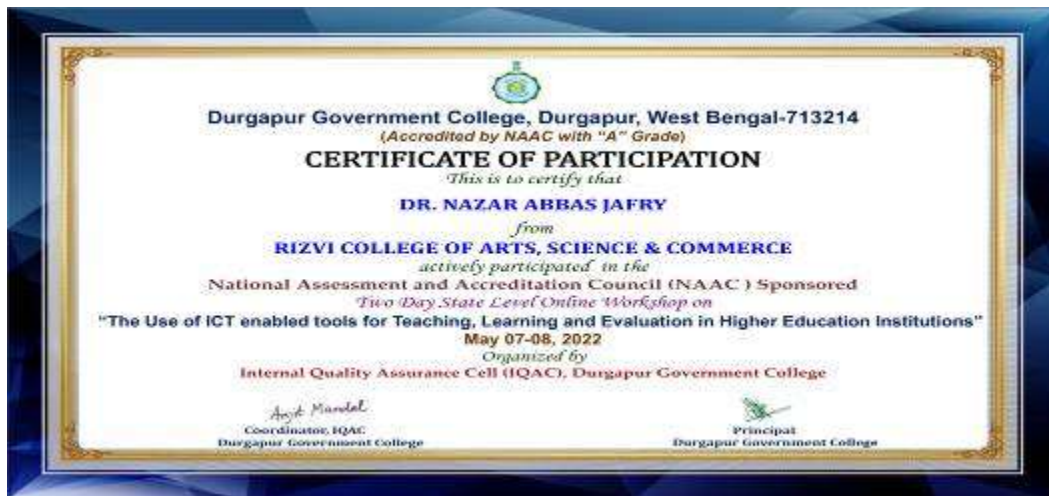 Durgapur Government College, Durgapur, West Bengal-713214
(Accredited by NAAC with "A" Grade)
CERTIFICATE OF PARTICIPATION
This is to certify that
DR. NAZAR ABBAS JAFRY
from
RIZVI COLLEGE OF ARTS, SCIENCE & COMMERCE
actively participated in the
National Assessment and Accreditation Council (NAAC ) Sponsored
Two Day State Level Online Workshop on
"The Use of ICT enabled tools for Teaching, Learning and Evaluation in Higher Education Institutions"
May 07-08, 2022
Organized by
Internal Quality Assurance Cell (IQAC), Durgapur Government College
Mandal
Coordinator, IQAC
Durgapur Government College
Principal
Durgapur Government College